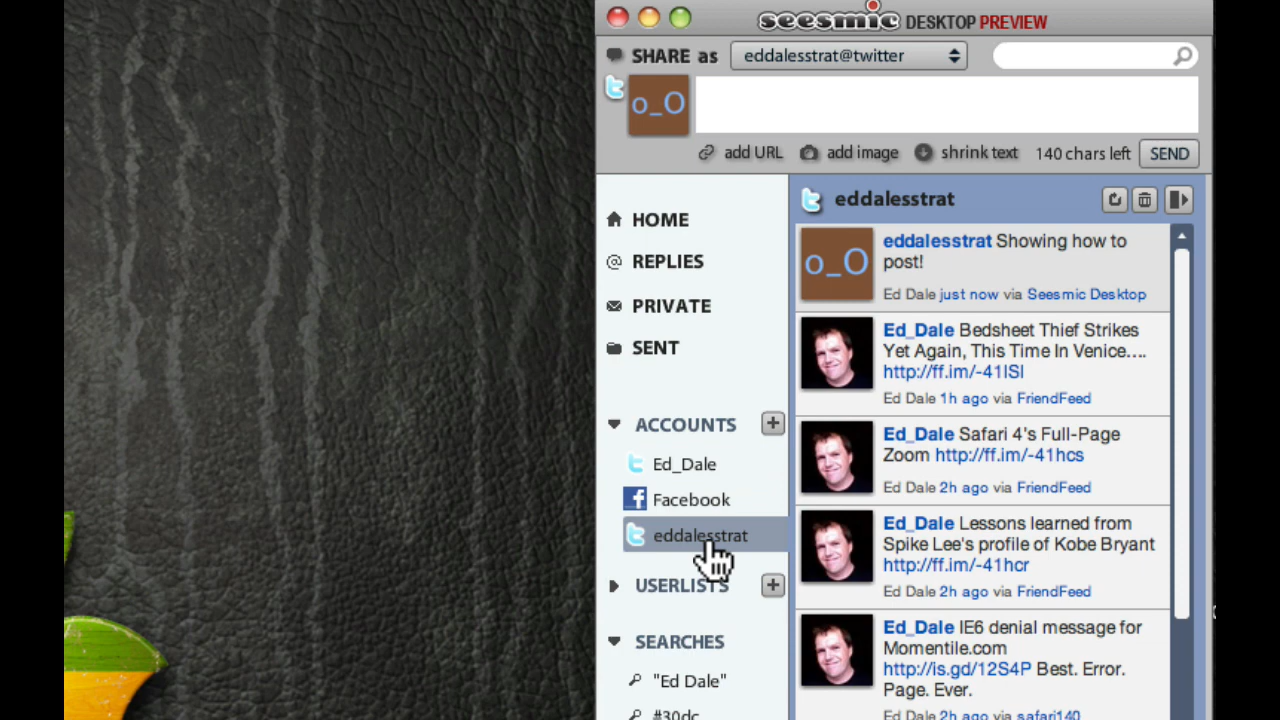 seesmic DESKTOP PREVIEW
SHARE as eddalesstrat@twitter
o_O
add URL add image shrink text 140 chars left SEND
HOME
REPLIES
PRIVATE
SENT
ACCOUNTS
Ed_Dale
Facebook
eddalesstrat
USERLISTS
SEARCHES
"Ed Dale"
#30dc
eddalesstrat
o_O
eddalesstrat Showing how to
post!
Ed Dale just now via Seesmic Desktop
Ed_Dale Bedsheet Thief Strikes
Yet Again, This Time In Venice....
http://ff.im/-41lSl
Ed Dale 1h ago via FriendFeed
Ed_Dale Safari 4's Full-Page
Zoom http://ff.im/-41hcs
Ed Dale 2h ago via FriendFeed
Ed_Dale Lessons learned from
Spike Lee's profile of Kobe Bryant
http://ff.im/-41hcr
Ed Dale 2h ago via FriendFeed
Ed_Dale IE6 denial message for
Momentile.com
http://is.gd/12S4P Best. Error.
Page. Ever.
Ed Dale 2h ago via safari140